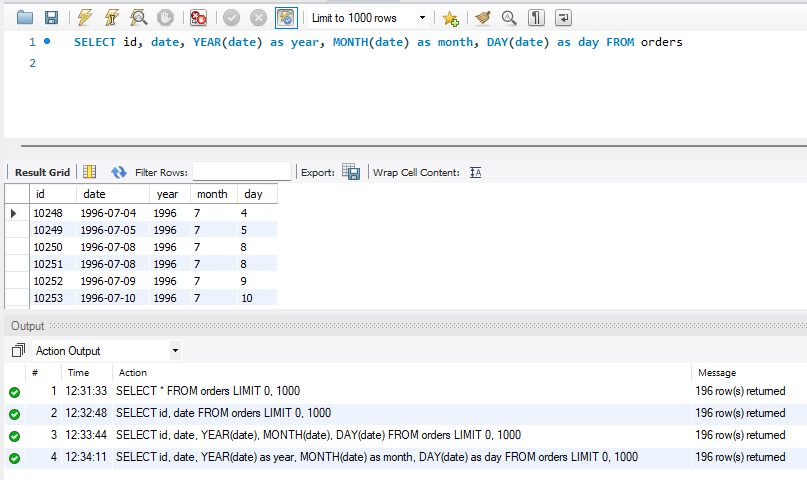 Limit to 1000 rows
1 SELECT id, date, YEAR(date) as year, MONTH(date) as month, DAY(date) as day FROM orders
2
Result Grid Filter Rows: Export: Wrap Cell Content:
id date year month day
10248 1996-07-04 1996 7 4
10249 1996-07-05 1996 7 5
10250 1996-07-08 1996 7 8
10251 1996-07-08 1996 7 8
10252 1996-07-09 1996 7 9
10253 1996-07-10 1996 7 10
Output
Action Output
# Time Action Message
1 12:31:33 SELECT * FROM orders LIMIT 0, 1000 196 row(s) returned
2 12:32:48 SELECT id, date FROM orders LIMIT 0, 1000 196 row(s) returned
3 12:33:44 SELECT id, date, YEAR(date), MONTH(date), DAY(date) FROM orders LIMIT 0, 1000 196 row(s) returned
4 12:34:11 SELECT id, date, YEAR(date) as year, MONTH(date) as month, DAY(date) as day FROM orders LIMIT 0, 1000 196 row(s) returned